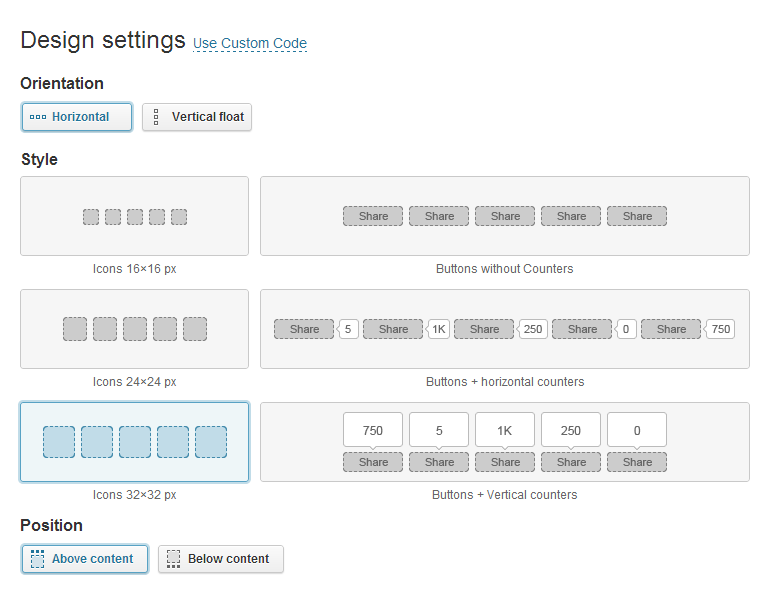 Design settings Use Custom Code
Orientation
Horizontal Vertical float
Style
Share Share Share Share Share
Icons 16×16 px Buttons without Counters
Share 5 Share 1K Share 250 Share 0 Share 750
Icons 24×24 px Buttons + horizontal counters
750 5 1K 250 0
Share Share Share Share Share
Icons 32×32 px Buttons + Vertical counters
Position
Above content Below content